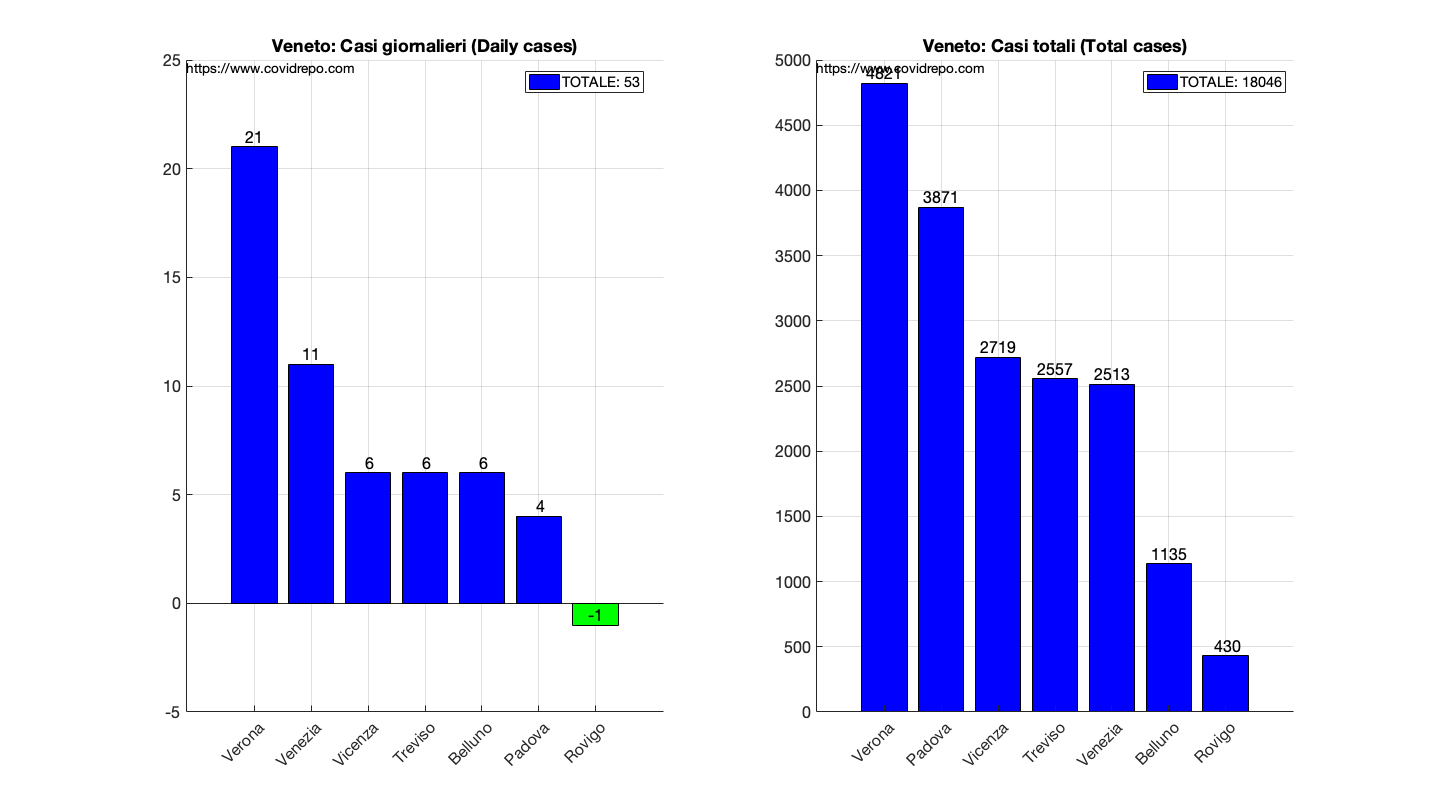 Veneto: Casi giornalieri (Daily cases)
https://www.covidrepo.com
TOTALE: 53
25
20
15
10
5
0
-5
21
11
6
6
6
4
-1
Verona
Venezia
Vicenza
Treviso
Belluno
Padova
Rovigo
Veneto: Casi totali (Total cases)
https://www.covidrepo.com
TOTALE: 18046
5000
4500
4000
3500
3000
2500
2000
1500
1000
500
0
4821
3871
2719
2557
2513
1135
430
Verona
Padova
Vicenza
Treviso
Venezia
Belluno
Rovigo